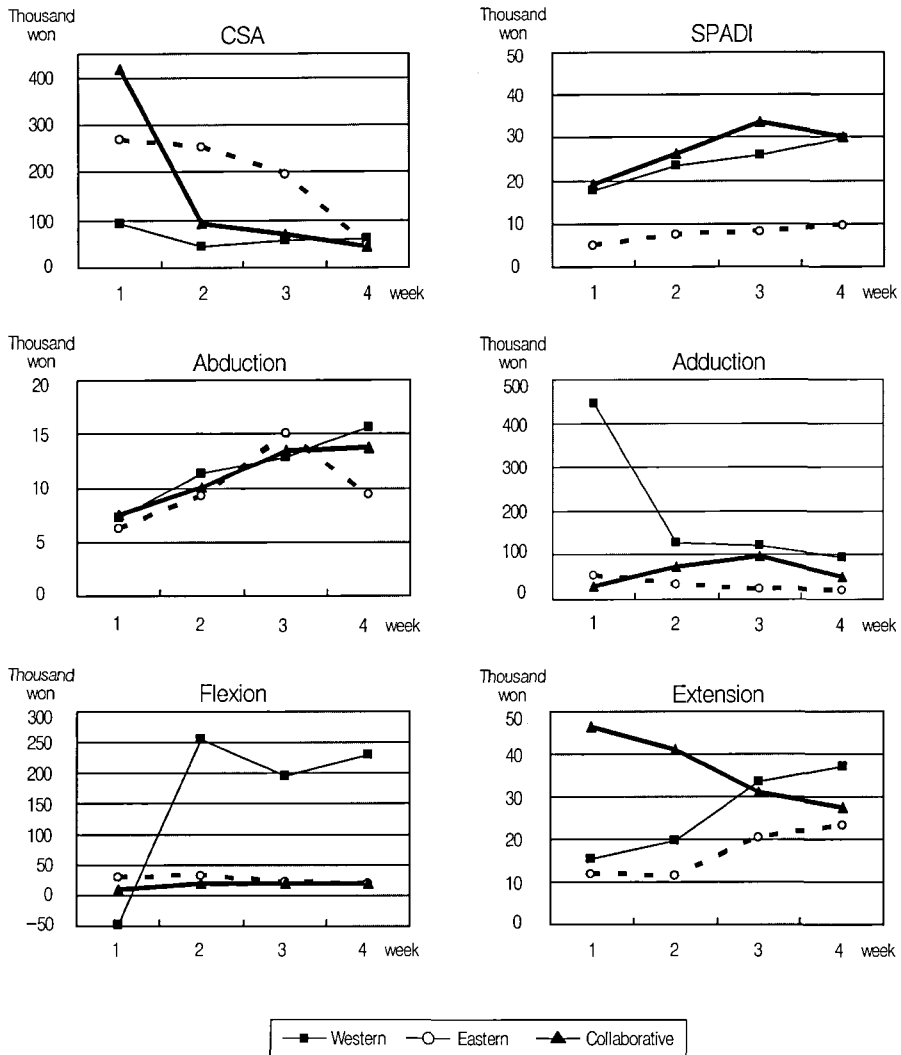 Thousand
won
CSA
400
300
200
100
0
1 2 3 4 week
Thousand
won
SPADI
50
40
30
20
10
0
1 2 3 4 week
Thousand
won
Abduction
20
15
10
5
0
1 2 3 4 week
Thousand
won
Adduction
500
400
300
200
100
0
1 2 3 4 week
Thousand
won
Flexion
300
250
200
150
100
50
0
-50
1 2 3 4 week
Thousand
won
Extension
50
40
30
20
10
0
1 2 3 4 week
Western Eastern Collaborative